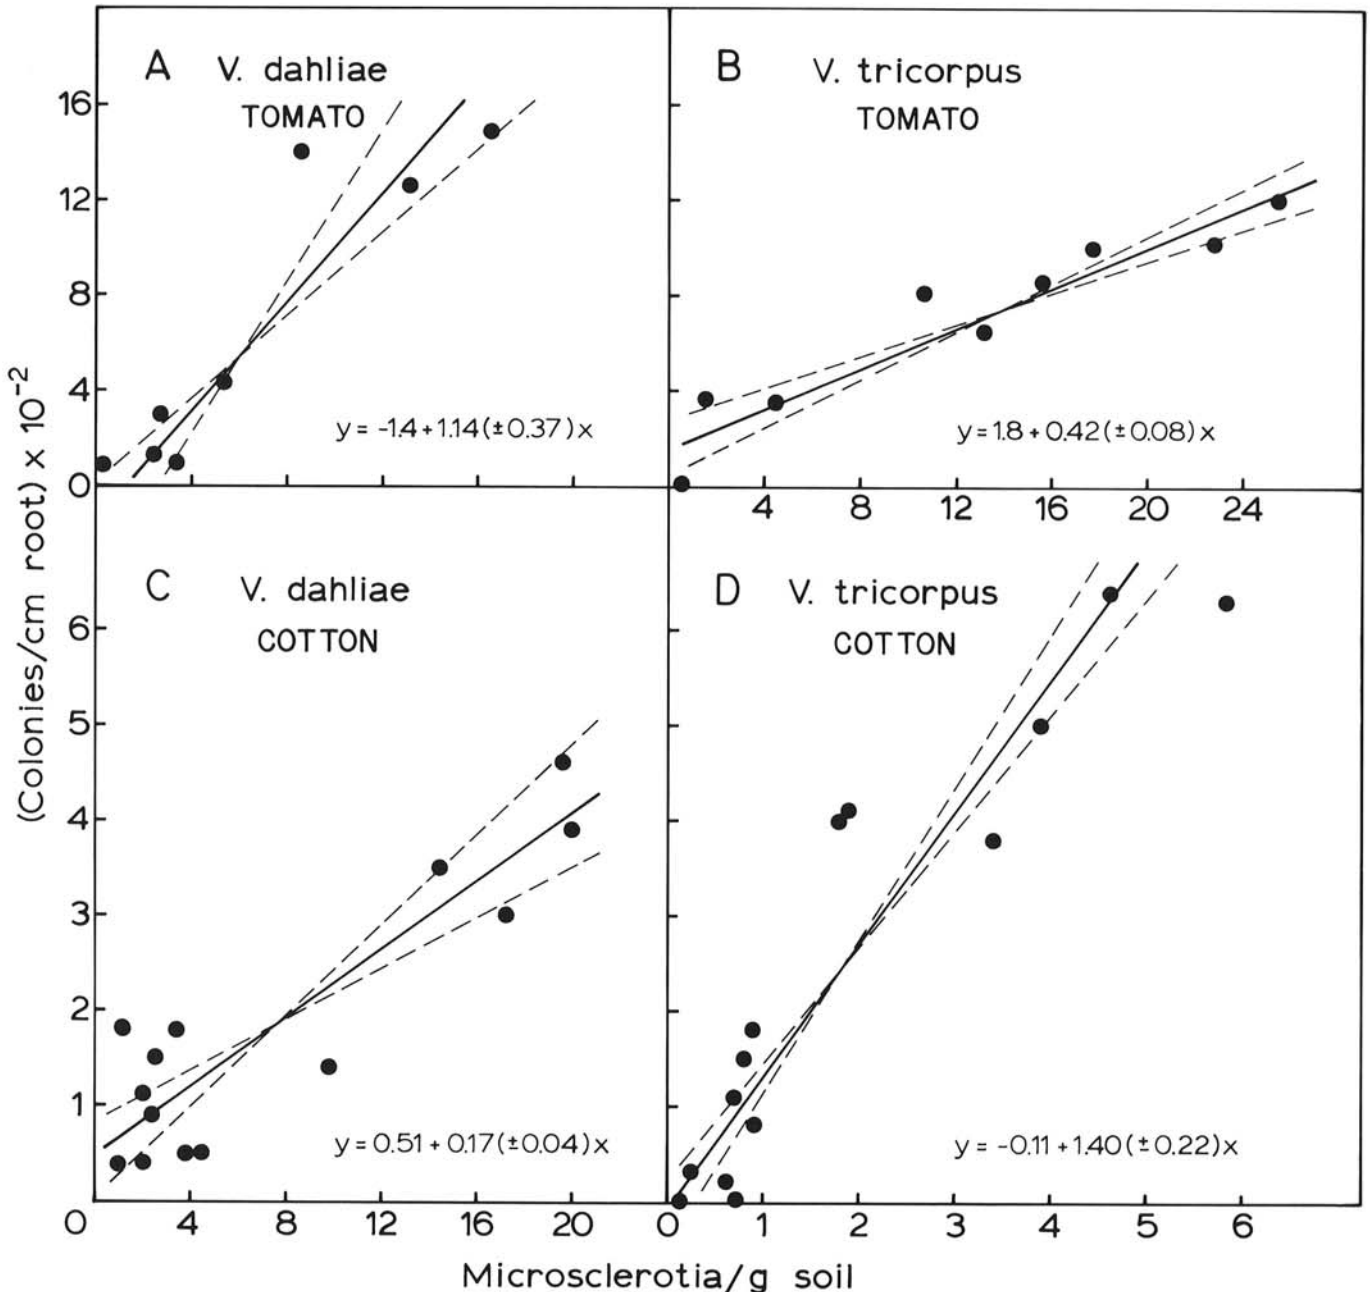 A V. dahliae
TOMATO
16
12
8
4
0
y = -1.4 + 1.14 (±0.37) x
B V. tricorpus
TOMATO
y = 1.8 + 0.42 (±0.08) x
4 8 12 16 20 24
(Colonies/cm root) x 10⁻²
C V. dahliae
COTTON
6
5
4
3
2
1
y = 0.51 + 0.17 (±0.04) x
0 4 8 12 16 20
D V. tricorpus
COTTON
y = -0.11 + 1.40 (±0.22) x
0 1 2 3 4 5 6
Microsclerotia/g soil